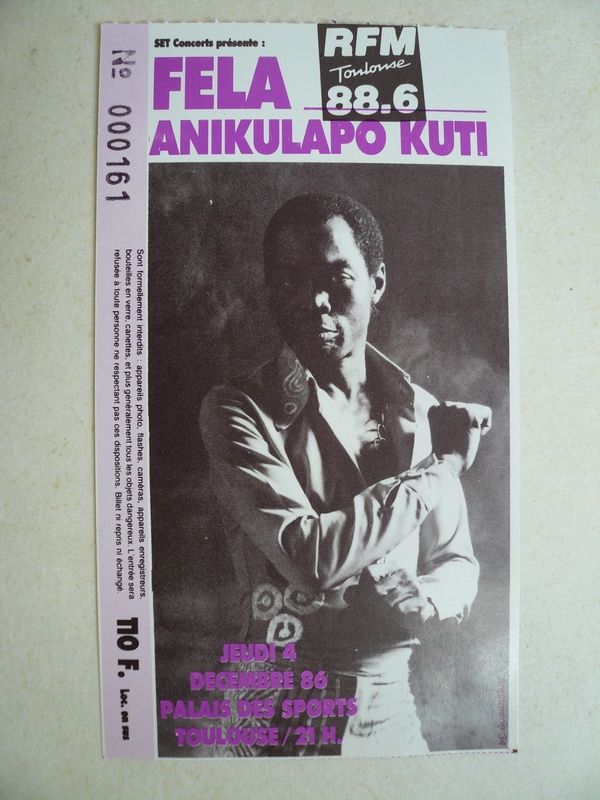 SET Concerts présente :
RFM
Toulouse
88.6
FELA
ANIKULAPO KUTI
JEUDI 4
DECEMBRE 86
PALAIS DES SPORTS
TOULOUSE / 21 H.
Nº 000161
Sont formellement interdits : appareils photo, flashes, caméras, appareils enregistreurs,
bouteilles en verre, canettes, et plus généralement tous les objets dangereux. L'entrée sera
refusée à toute personne ne respectant pas ces dispositions. Billet ni repris ni échangé.
110 F. Loc. en sus